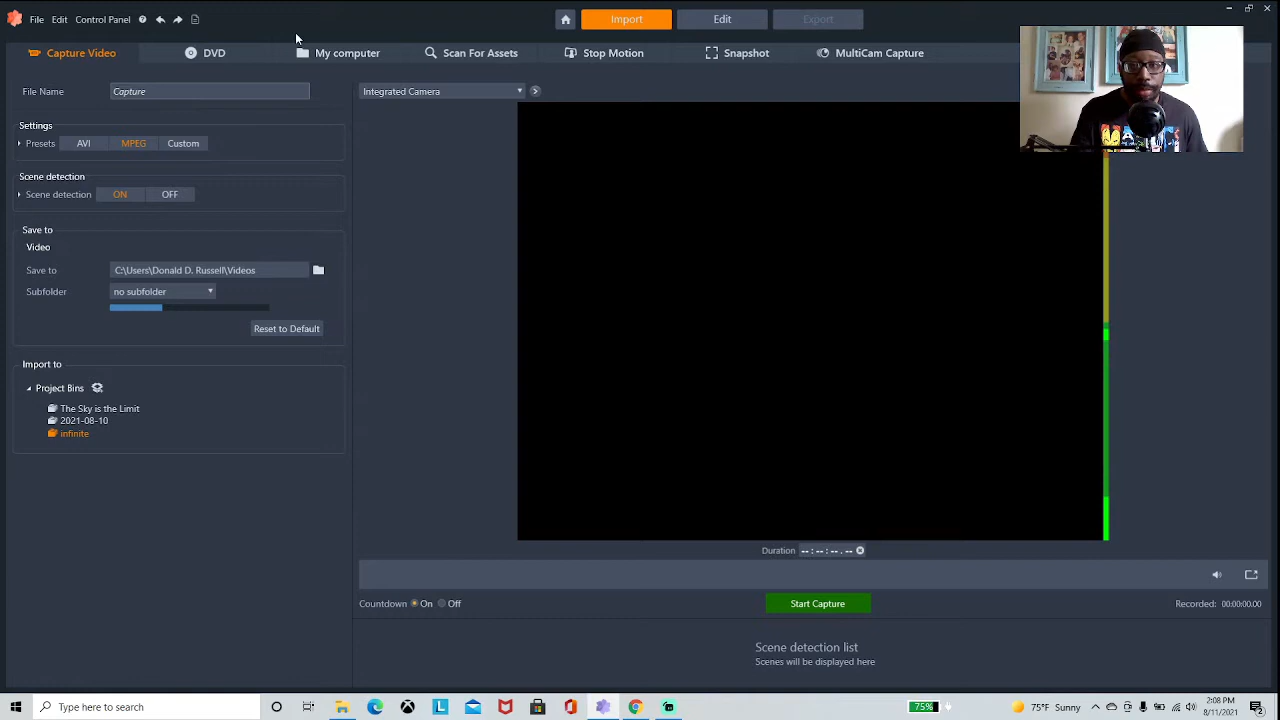 File Edit Control Panel
Import Edit Export
Capture Video DVD My computer Scan For Assets Stop Motion Snapshot MultiCam Capture
File Name Capture
Integrated Camera
Settings
Presets AVI MPEG Custom
Scene detection
Scene detection ON OFF
Save to
Video
Save to C:\Users\Donald D. Russell\Videos
Subfolder no subfolder
Reset to Default
Import to
Project Bins
The Sky is the Limit
2021-08-10
infinite
Duration --:--:--.--
Countdown On Off
Start Capture
Recorded: 00:00:00.00
Scene detection list
Scenes will be displayed here
Type here to search
75%
75°F Sunny
2:08 PM
8/11/2021
2